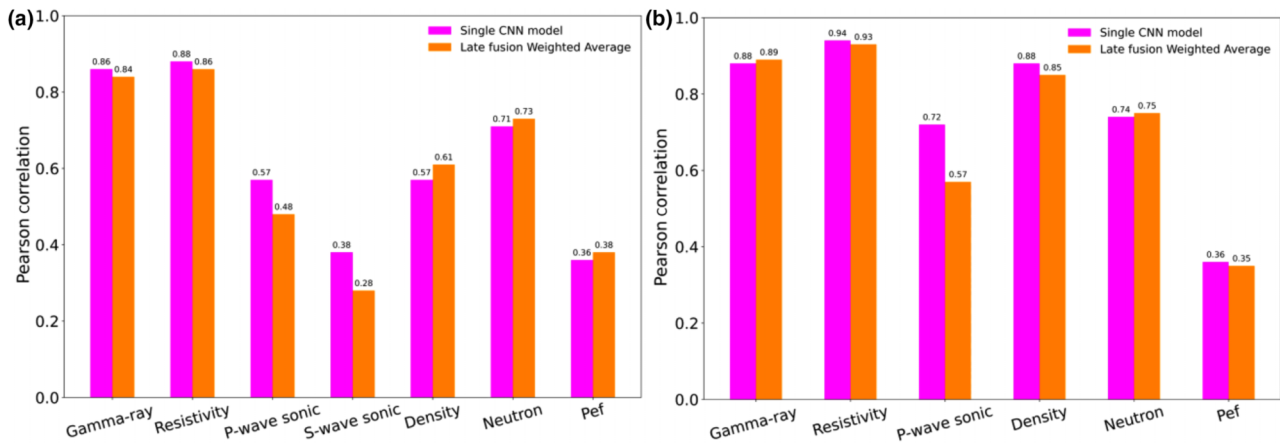 (a)
Single CNN model
Late fusion Weighted Average
Pearson correlation
1.0
0.8
0.6
0.4
0.2
0.0
0.86 0.84
0.88 0.86
0.57 0.48
0.38 0.28
0.57 0.61
0.71 0.73
0.36 0.38
Gamma-ray
Resistivity
P-wave sonic
S-wave sonic
Density
Neutron
Pef
(b)
Single CNN model
Late fusion Weighted Average
Pearson correlation
1.0
0.8
0.6
0.4
0.2
0.0
0.88 0.89
0.94 0.93
0.72 0.57
0.88 0.85
0.74 0.75
0.36 0.35
Gamma-ray
Resistivity
P-wave sonic
Density
Neutron
Pef